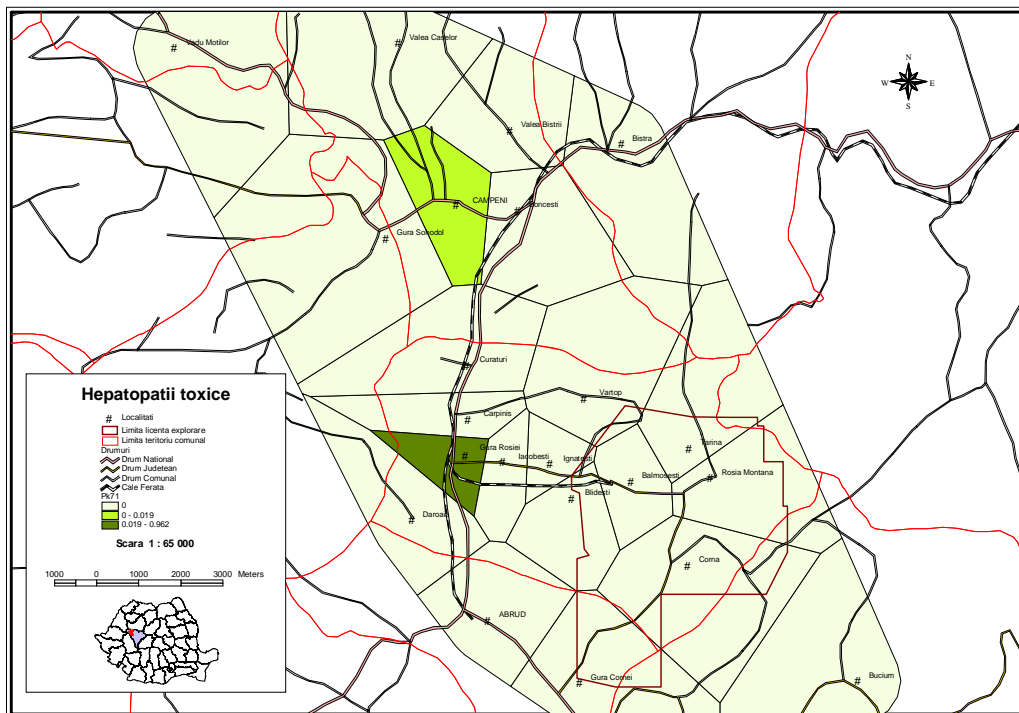 Vadu Motilor
Valea Caselor
N
W
E
S
Valea Bistrii
Bistra
CAMPENI
Boncesti
Gura Sohodol
Curaturi
Vartop
Carpinis
Tarina
Gura Rosiei
Iacobesti
Ignatesti
Rosia Montana
Balmosesti
Blidesti
Daroaia
Corna
ABRUD
Gura Cornei
Bucium
Hepatopatii toxice
# Localitati
Limita licenta explorare
Limita teritoriu comunal
Drumuri
Drum National
Drum Judetean
Drum Comunal
Cale Ferata
Pk71
0
0 - 0.019
0.019 - 0.962
Scara 1 : 65 000
1000 0 1000 2000 3000 Meters